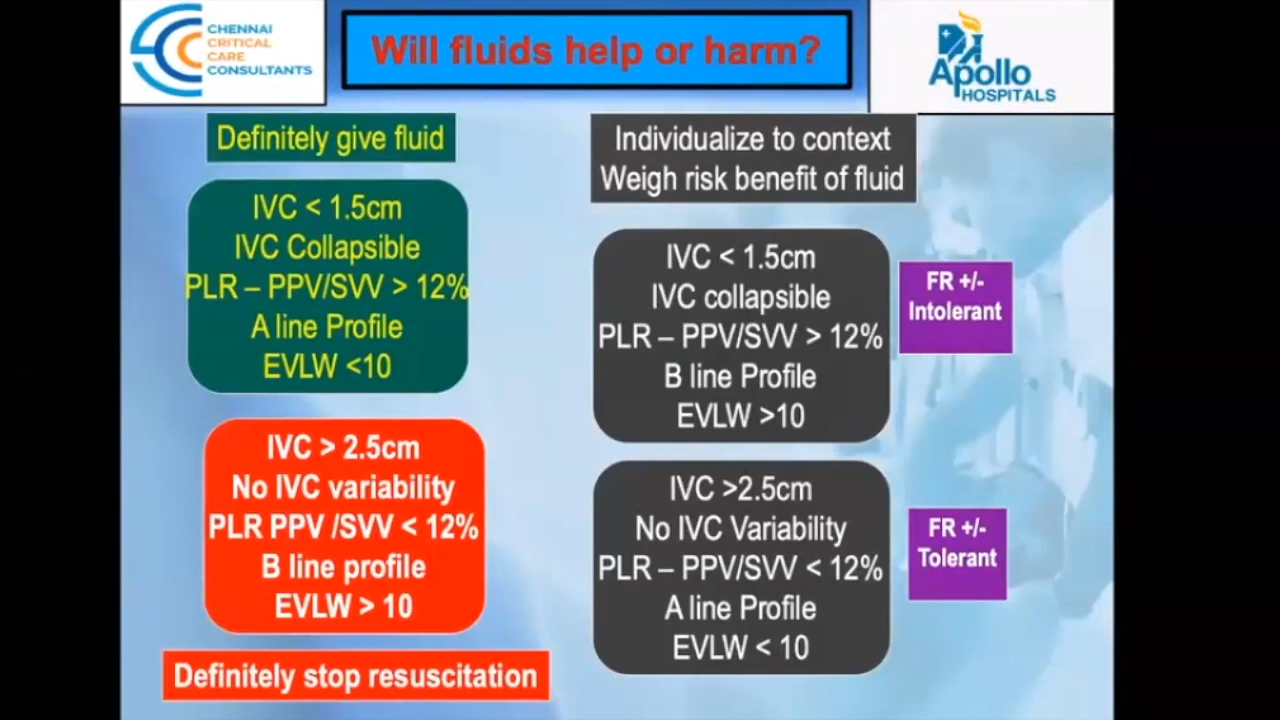 CHENNAI
CRITICAL
CARE
CONSULTANTS
Will fluids help or harm?
Apollo
HOSPITALS
Definitely give fluid
IVC < 1.5cm
IVC Collapsible
PLR – PPV/SVV > 12%
A line Profile
EVLW <10
IVC > 2.5cm
No IVC variability
PLR PPV /SVV < 12%
B line profile
EVLW > 10
Definitely stop resuscitation
Individualize to context
Weigh risk benefit of fluid
IVC < 1.5cm
IVC collapsible
PLR – PPV/SVV > 12%
B line Profile
EVLW >10
FR +/-
Intolerant
IVC >2.5cm
No IVC Variability
PLR – PPV/SVV < 12%
A line Profile
EVLW < 10
FR +/-
Tolerant